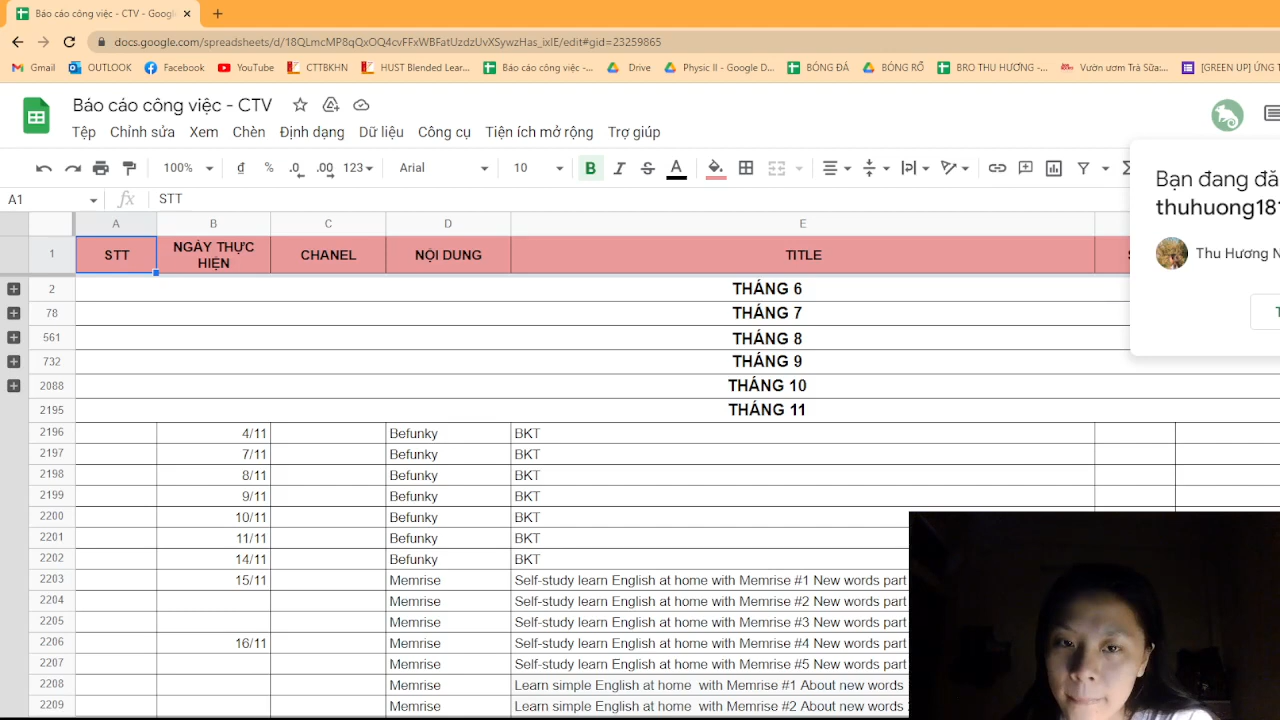 Báo cáo công việc - CTV - Goog
docs.google.com/spreadsheets/d/18QLmcMP8qQxOQ4cvFFxWBFatUzdzUvXSywzHas_ixIE/edit#gid=23259865
Gmail OUTLOOK Facebook YouTube CTTBKHN HUST Blended Lear... Báo cáo công việc -... Drive Physic II - Google D... BÓNG ĐÁ BÓNG RỔ BRO THU HƯƠNG -... Vườn ươm Trà Sữa:... [GREEN UP] ỨNG T
Báo cáo công việc - CTV
Tệp Chỉnh sửa Xem Chèn Định dạng Dữ liệu Công cụ Tiện ích mở rộng Trợ giúp
100% đ % .0 .00 123 Arial 10 B I S A Σ
A1 fx STT
A B C D E
1 STT NGÀY THỰC HIỆN CHANEL NỘI DUNG TITLE S
2 THÁNG 6
78 THÁNG 7
561 THÁNG 8
732 THÁNG 9
2088 THÁNG 10
2195 THÁNG 11
2196 4/11 Befunky BKT
2197 7/11 Befunky BKT
2198 8/11 Befunky BKT
2199 9/11 Befunky BKT
2200 10/11 Befunky BKT
2201 11/11 Befunky BKT
2202 14/11 Befunky BKT
2203 15/11 Memrise Self-study learn English at home with Memrise #1 New words part
2204 Memrise Self-study learn English at home with Memrise #2 New words part
2205 Memrise Self-study learn English at home with Memrise #3 New words part
2206 16/11 Memrise Self-study learn English at home with Memrise #4 New words part
2207 Memrise Self-study learn English at home with Memrise #5 New words part
2208 Memrise Learn simple English at home with Memrise #1 About new words
2209 Memrise Learn simple English at home with Memrise #2 About new words
Bạn đang đă
thuhuong181
Thu Hương N
T